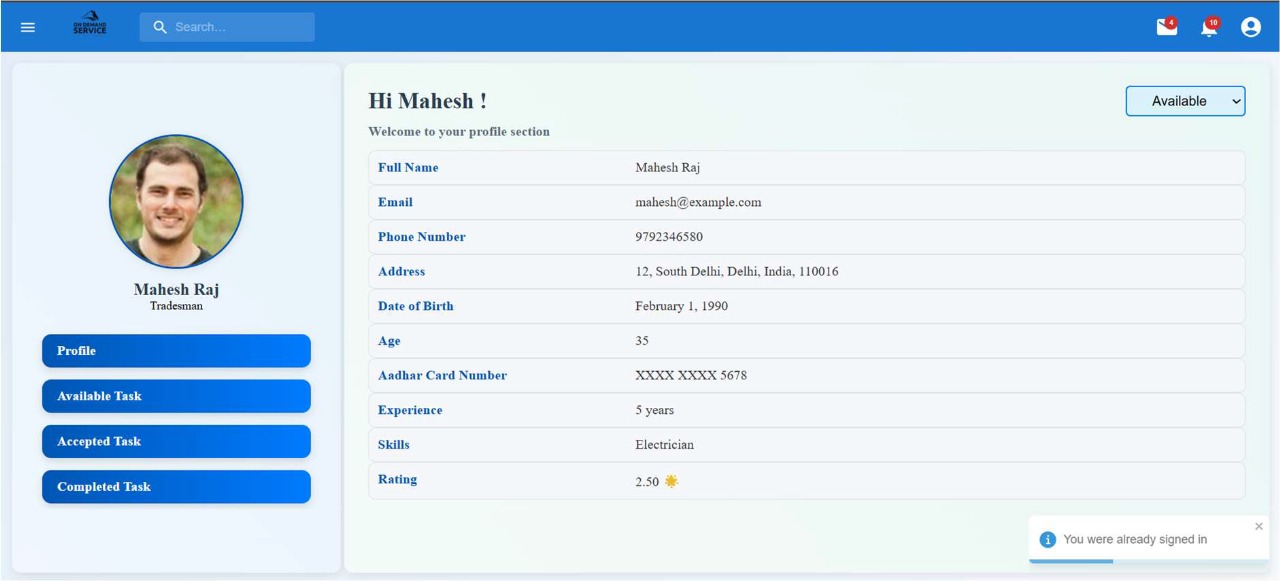 ON DEMAND
SERVICE
Search...
4
10
Mahesh Raj
Tradesman
Profile
Available Task
Accepted Task
Completed Task
Hi Mahesh !
Available
Welcome to your profile section
Full Name Mahesh Raj
Email mahesh@example.com
Phone Number 9792346580
Address 12, South Delhi, Delhi, India, 110016
Date of Birth February 1, 1990
Age 35
Aadhar Card Number XXXX XXXX 5678
Experience 5 years
Skills Electrician
Rating 2.50
You were already signed in